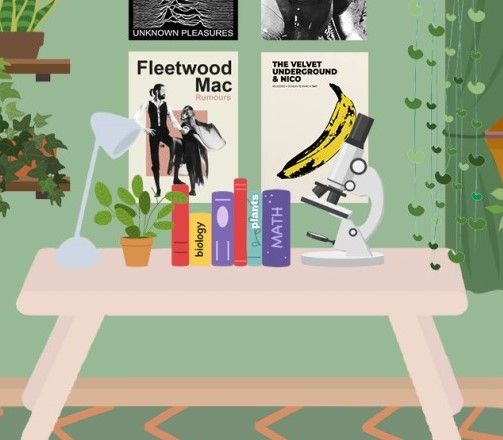 UNKNOWN PLEASURES
Fleetwood
Mac
Rumours
THE VELVET
UNDERGROUND
& NICO
biology
plants
MATH